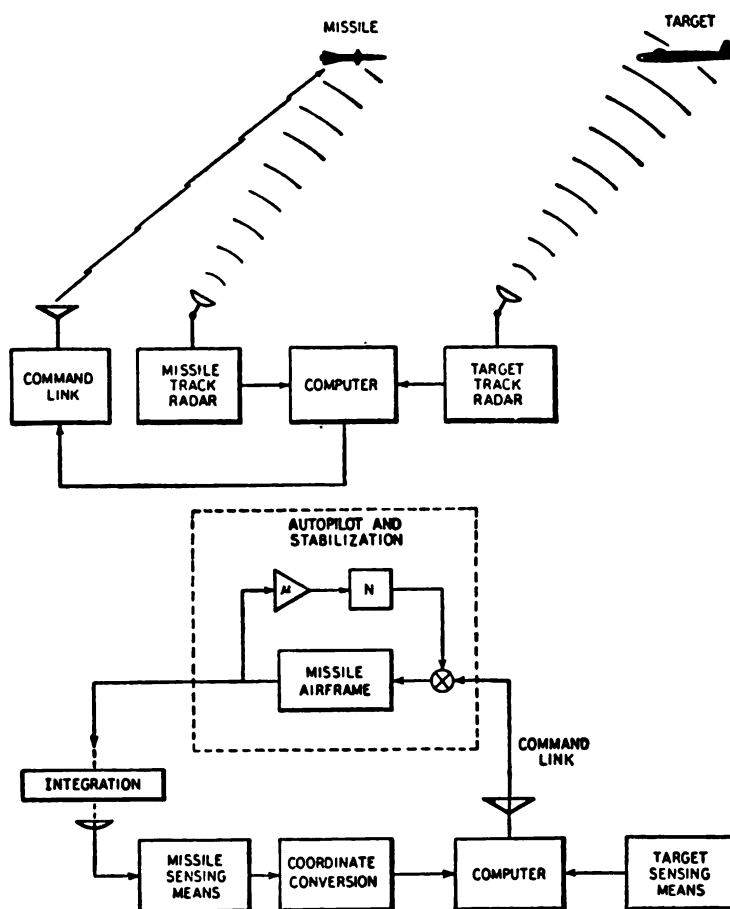 MISSILE
TARGET
COMMAND
LINK
MISSILE
TRACK
RADAR
COMPUTER
TARGET
TRACK
RADAR
AUTOPILOT AND
STABILIZATION
μ
N
MISSILE
AIRFRAME
COMMAND
LINK
INTEGRATION
MISSILE
SENSING
MEANS
COORDINATE
CONVERSION
COMPUTER
TARGET
SENSING
MEANS